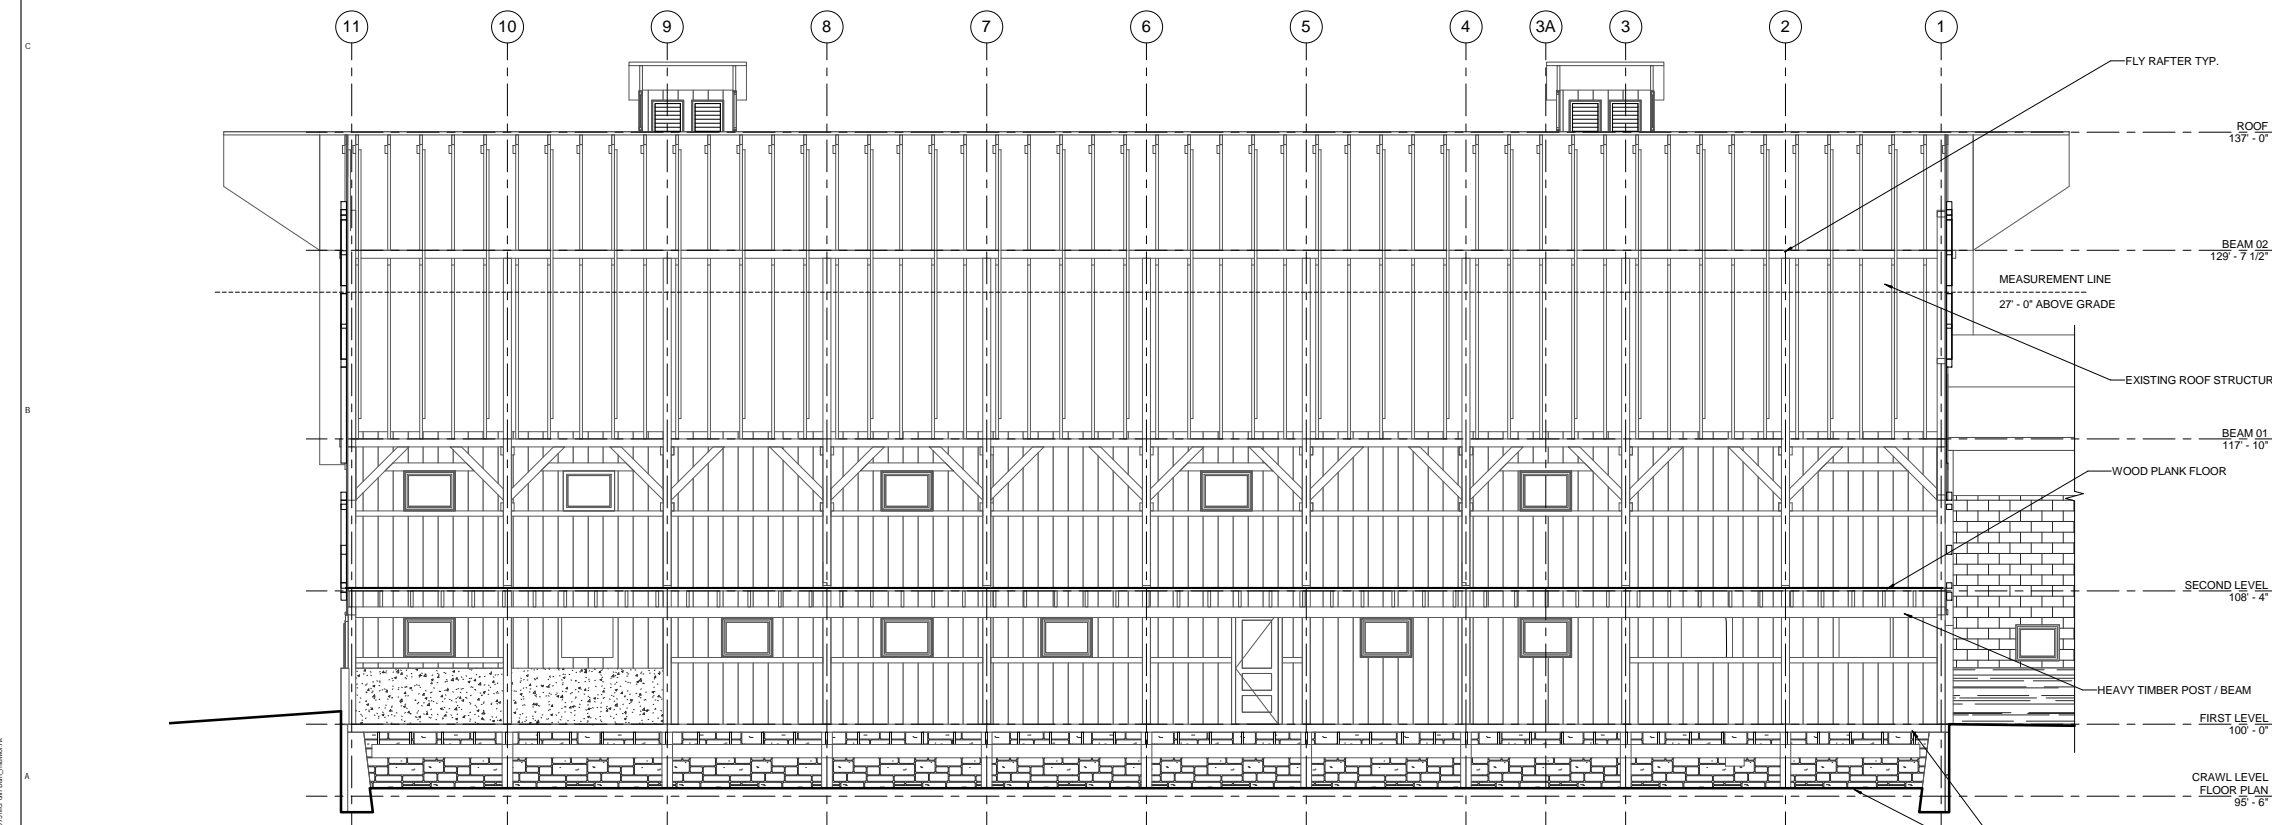 11 10 9 8 7 6 5 4 3A 3 2 1
C
FLY RAFTER TYP.
ROOF
137' - 0"
BEAM 02
129' - 7 1/2"
MEASUREMENT LINE
27' - 0" ABOVE GRADE
EXISTING ROOF STRUCTUR
B
BEAM 01
117' - 10"
WOOD PLANK FLOOR
SECOND LEVEL
108' - 4"
HEAVY TIMBER POST / BEAM
FIRST LEVEL
100' - 0"
A
CRAWL LEVEL
FLOOR PLAN
95' - 6"